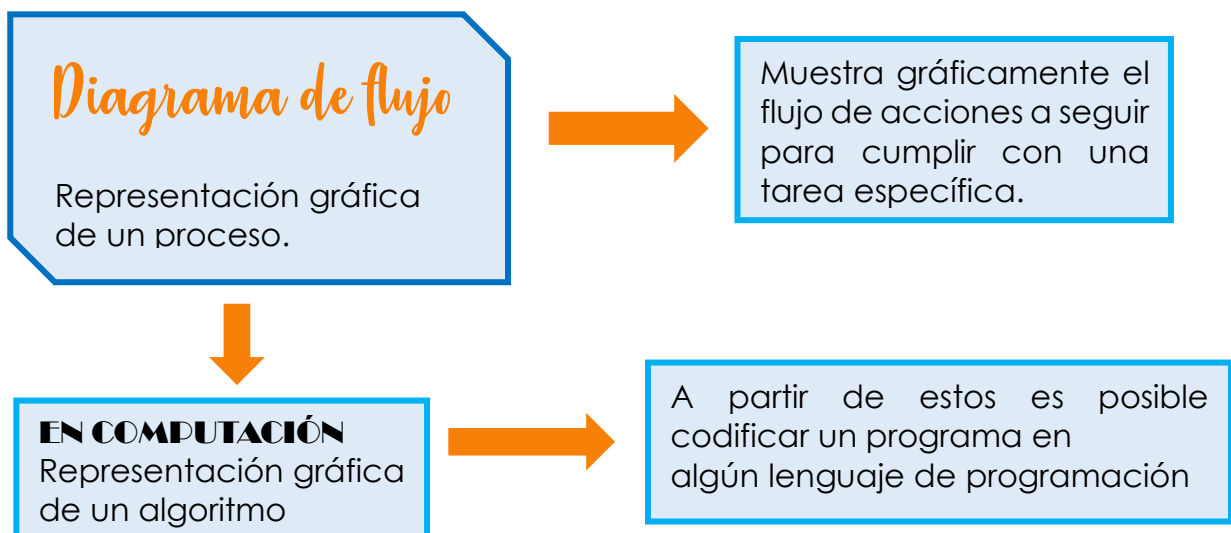 Diagrama de flujo
Representación gráfica
de un proceso.
Muestra gráficamente el
flujo de acciones a seguir
para cumplir con una
tarea específica.
EN COMPUTACIÓN
Representación gráfica
de un algoritmo
A partir de estos es posible
codificar un programa en
algún lenguaje de programación